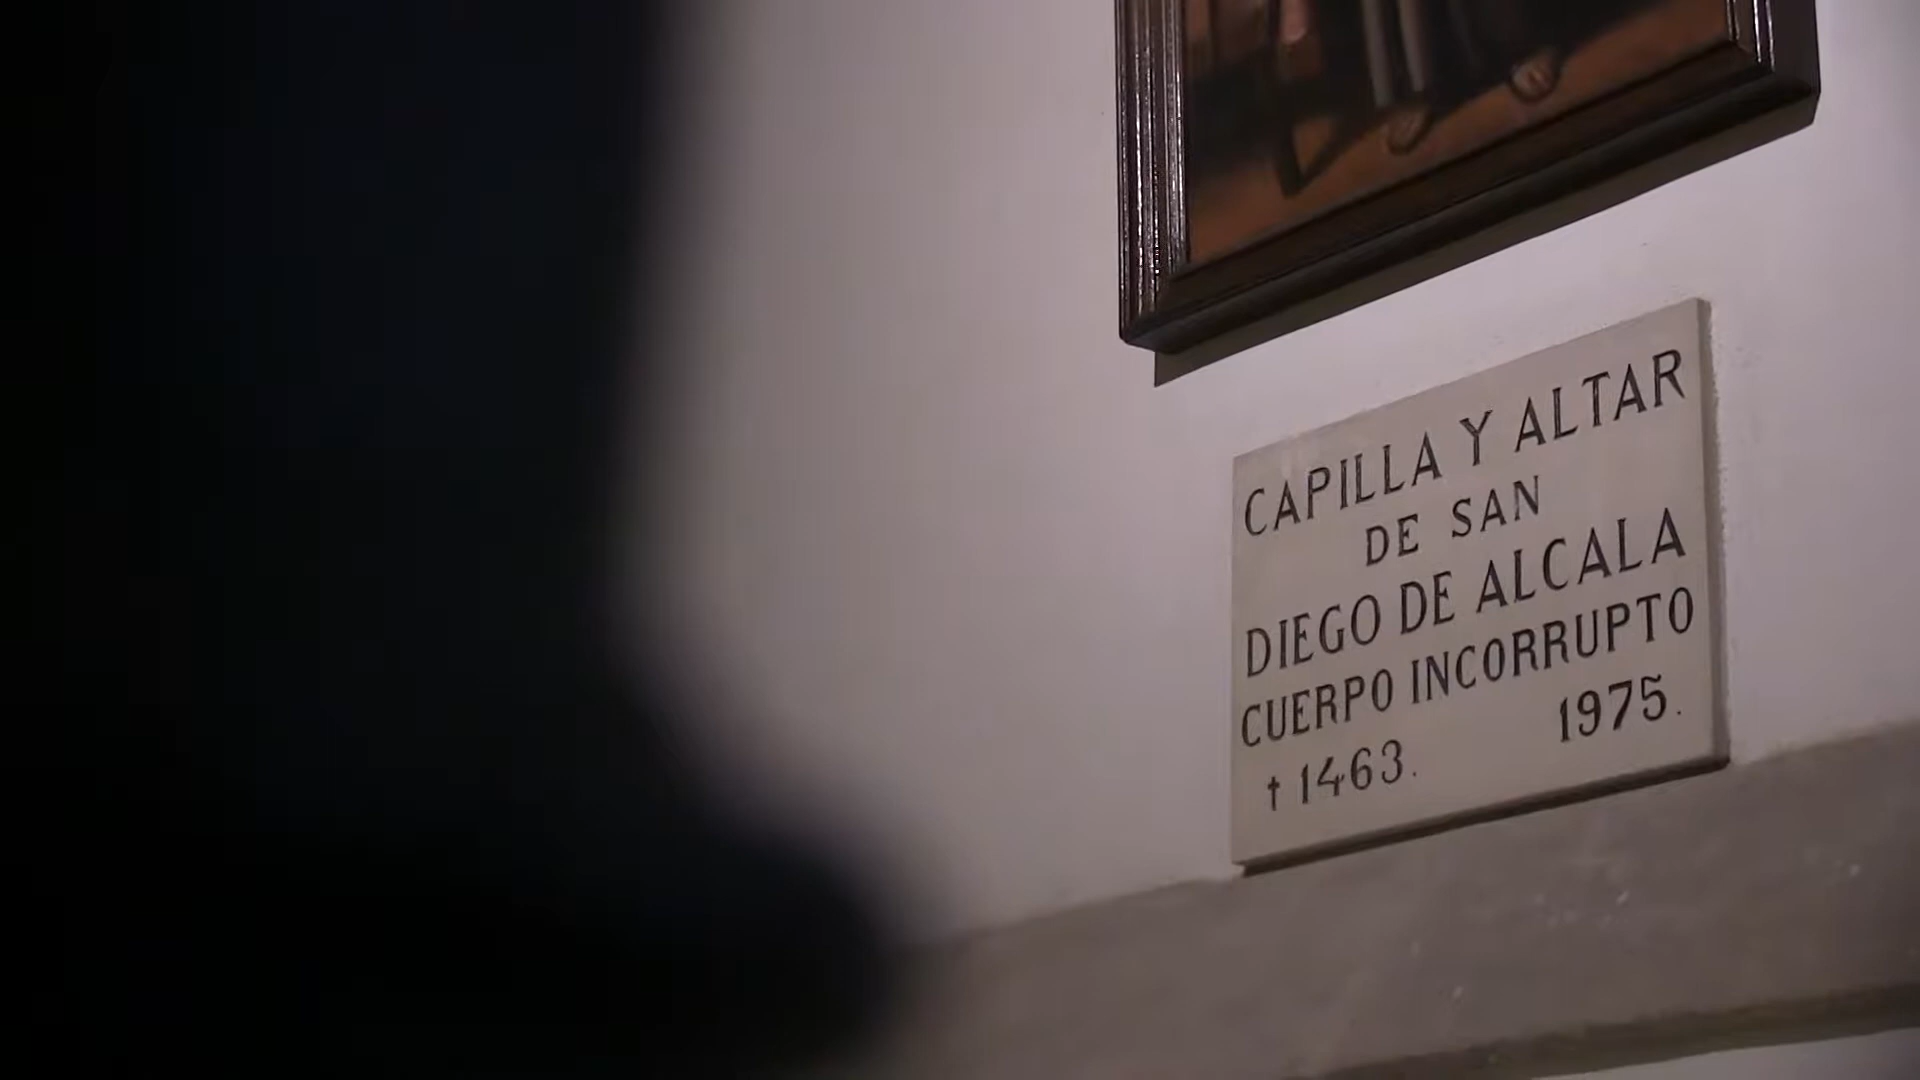 CAPILLA Y ALTAR
DE SAN
DIEGO DE ALCALA
CUERPO INCORRUPTO
† 1463. 1975.